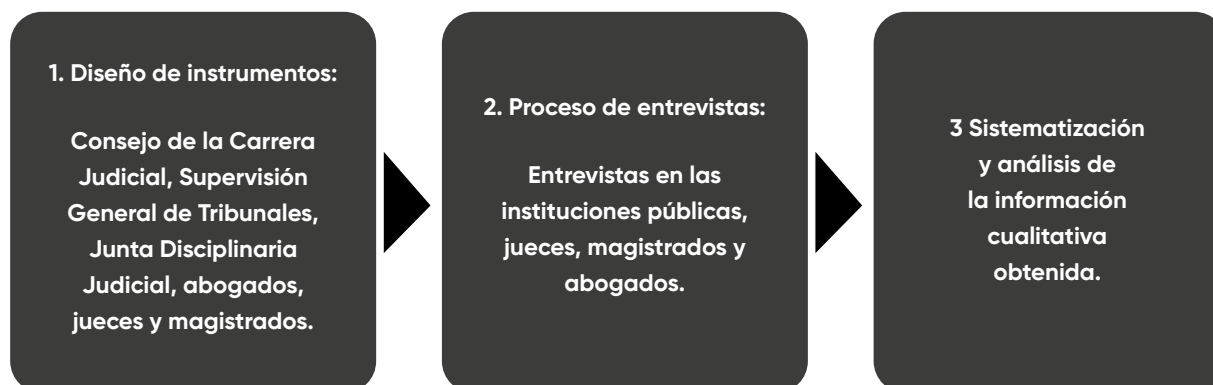 1. Diseño de instrumentos:
Consejo de la Carrera
Judicial, Supervisión
General de Tribunales,
Junta Disciplinaria
Judicial, abogados,
jueces y magistrados.
2. Proceso de entrevistas:
Entrevistas en las
instituciones públicas,
jueces, magistrados y
abogados.
3 Sistematización
y análisis de
la información
cualitativa
obtenida.